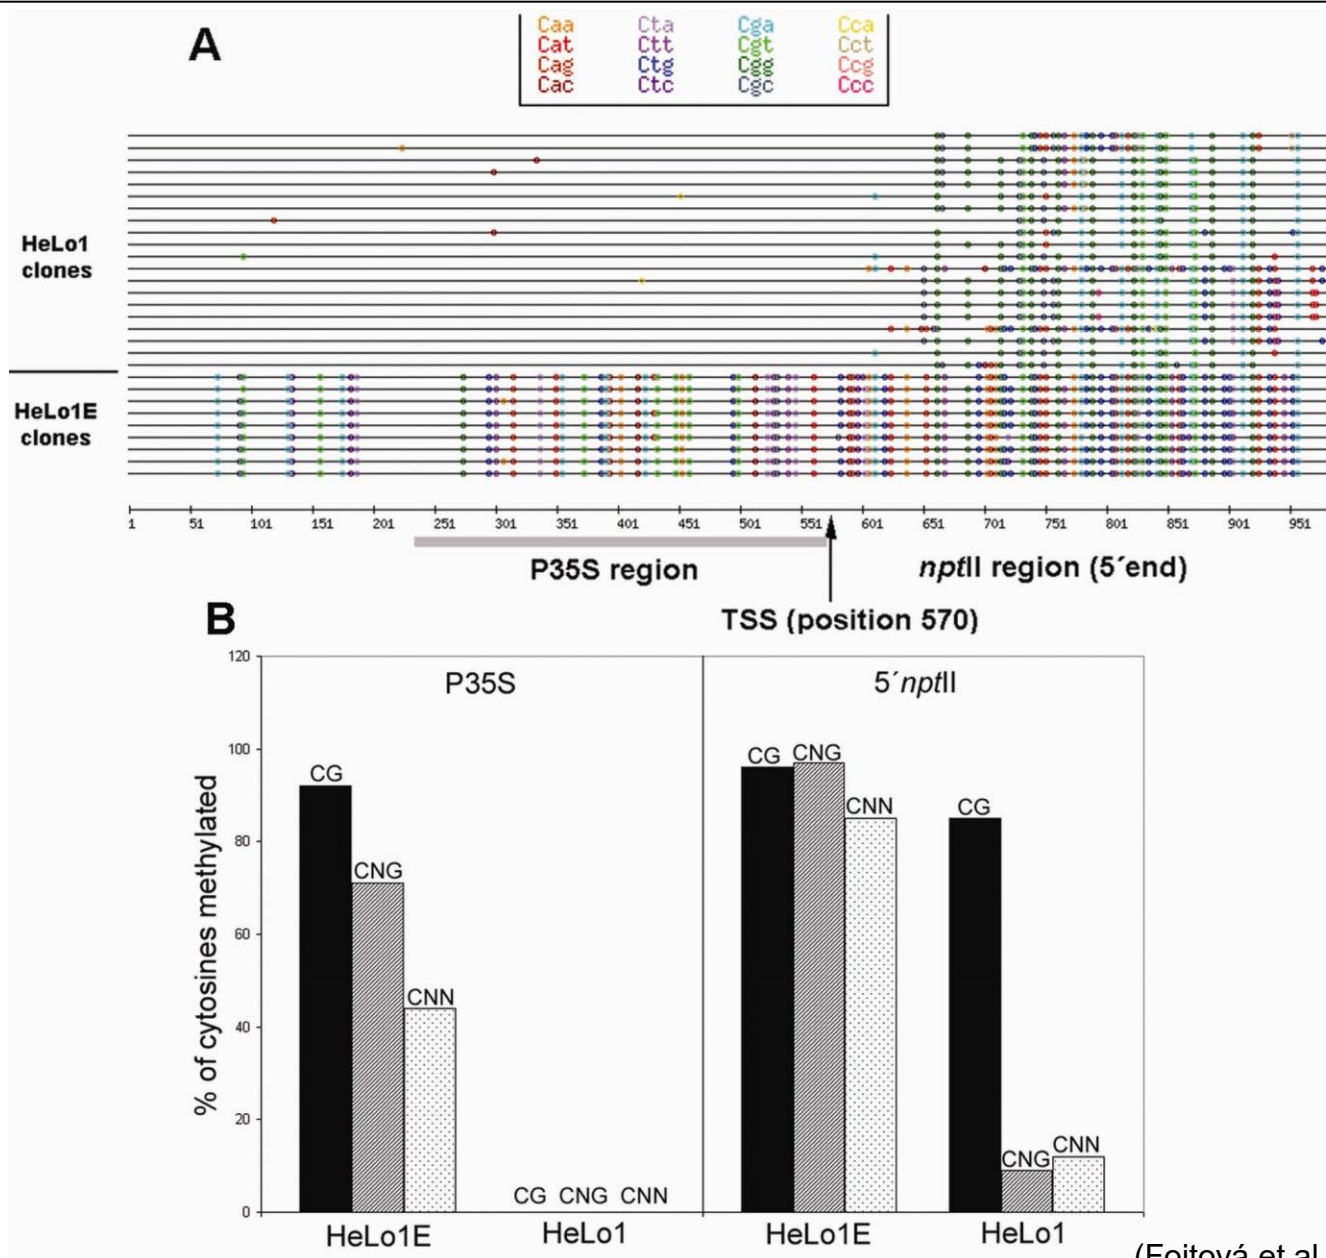 A
Caa Cta Cga Cca
Cat Ctt Cgt Cct
Cag Ctg Cgg Ccg
Cac Ctc Cgc Ccc
HeLo1
clones
HeLo1E
clones
1 51 101 151 201 251 301 351 401 451 501 551 601 651 701 751 801 851 901 951
P35S region
nptII region (5´end)
TSS (position 570)
B
% of cytosines methylated
120
100
80
60
40
20
0
P35S
5´nptII
CG
CNG
CNN
CG CNG CNN
CG CNG
CNN
CG
CNG
CNN
HeLo1E HeLo1 HeLo1E HeLo1